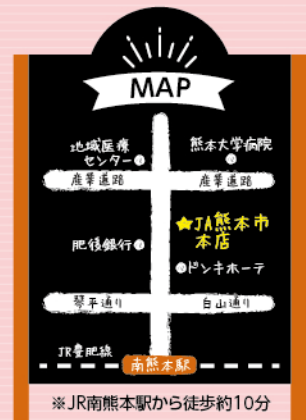 MAP
地域医療
センター
熊本大学病院
産業道路
産業道路
★JA熊本市
本店
肥後銀行
ドンキホーテ
琴平通り
白山通り
JR豊肥線
南熊本駅
※JR南熊本駅から徒歩約10分